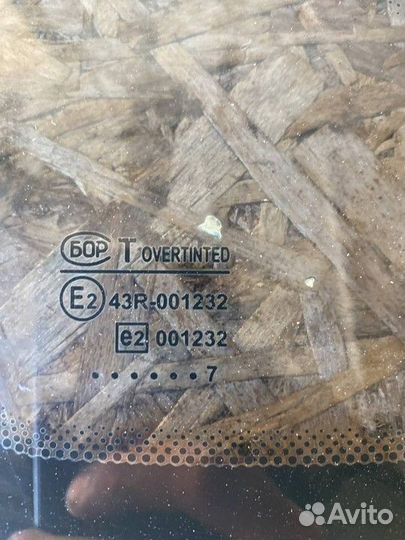 БОР T OVERTINTED
E2 43R-001232
e2 001232
. . . . . . 7
Avito